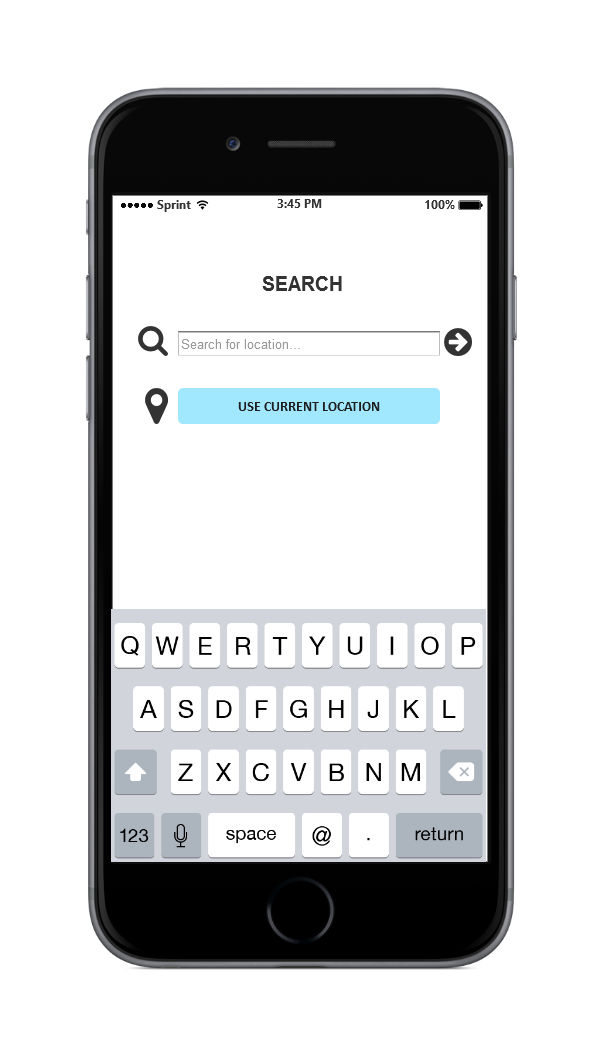 Sprint 3:45 PM 100%
SEARCH
Search for location...
USE CURRENT LOCATION
Q W E R T Y U I O P
A S D F G H J K L
Z X C V B N M
123 space @ . return